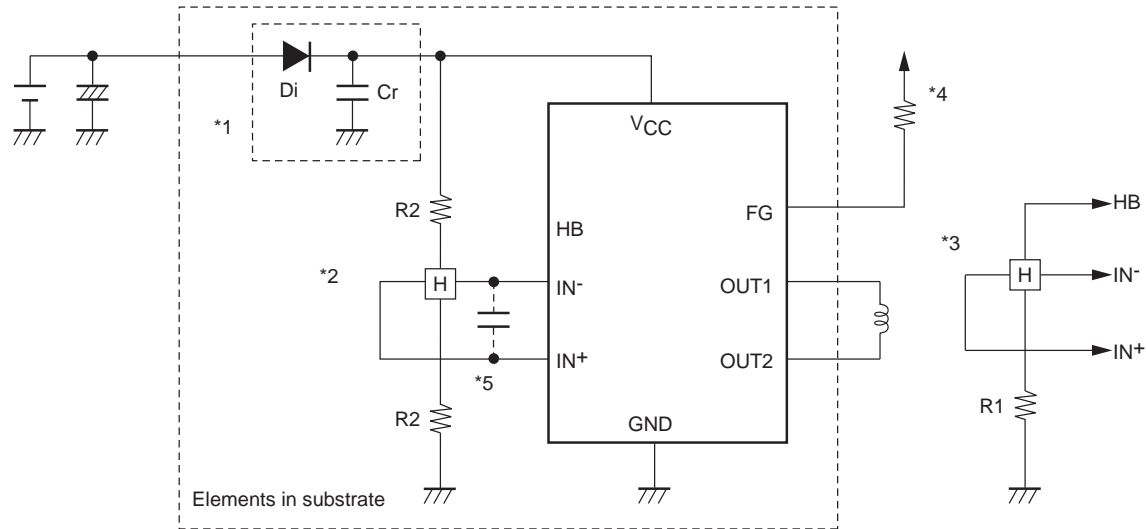 Di
Cr
*1
VCC
*4
R2
FG
HB
HB
*3
*2
H
IN-
OUT1
H
IN-
IN+
OUT2
IN+
*5
R2
R1
GND
Elements in substrate